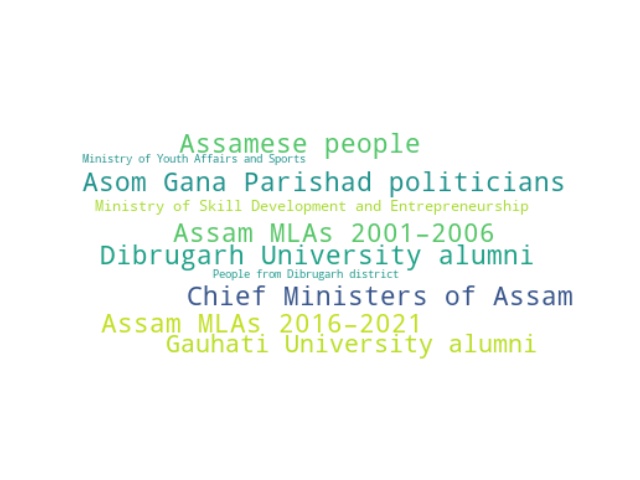 Assamese people
Ministry of Youth Affairs and Sports
Asom Gana Parishad politicians
Ministry of Skill Development and Entrepreneurship
Assam MLAs 2001–2006
Dibrugarh University alumni
People from Dibrugarh district
Chief Ministers of Assam
Assam MLAs 2016–2021
Gauhati University alumni